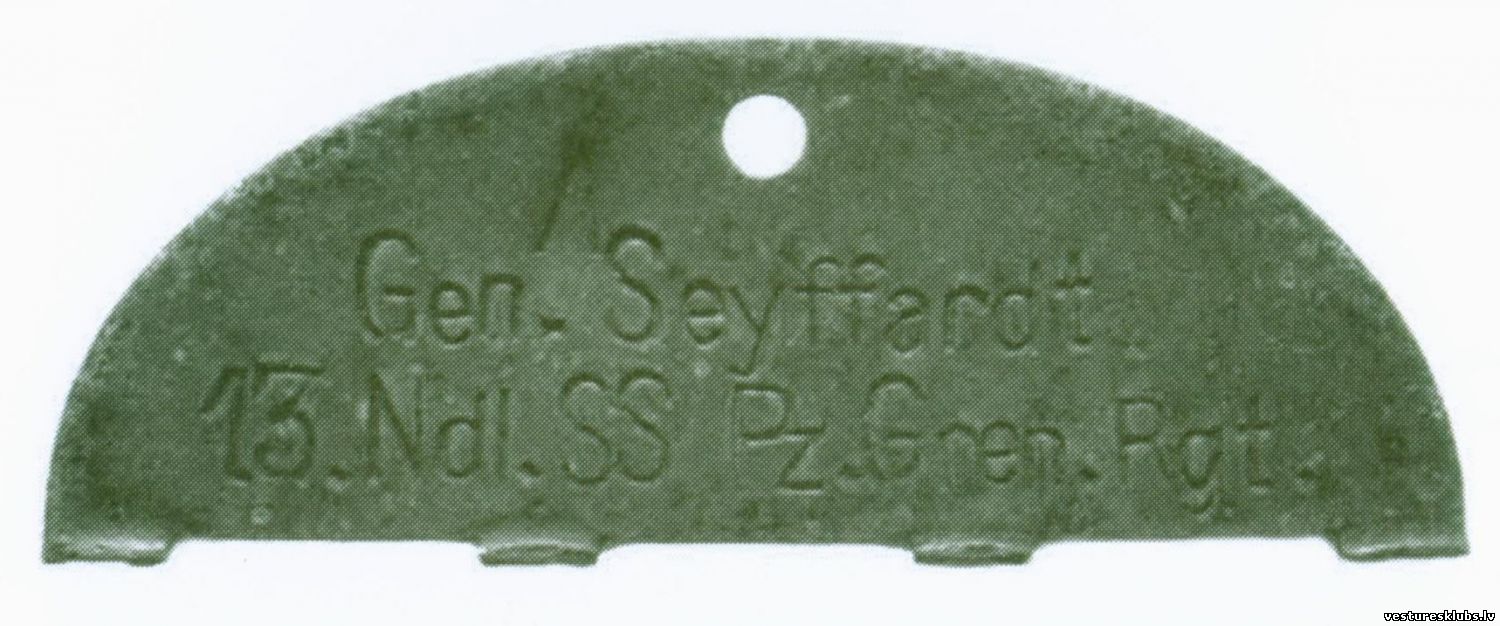 Gen. Seyffardt
13. Ndl. SS Pz. Gren. Rgt.
vesturesklubs.lv